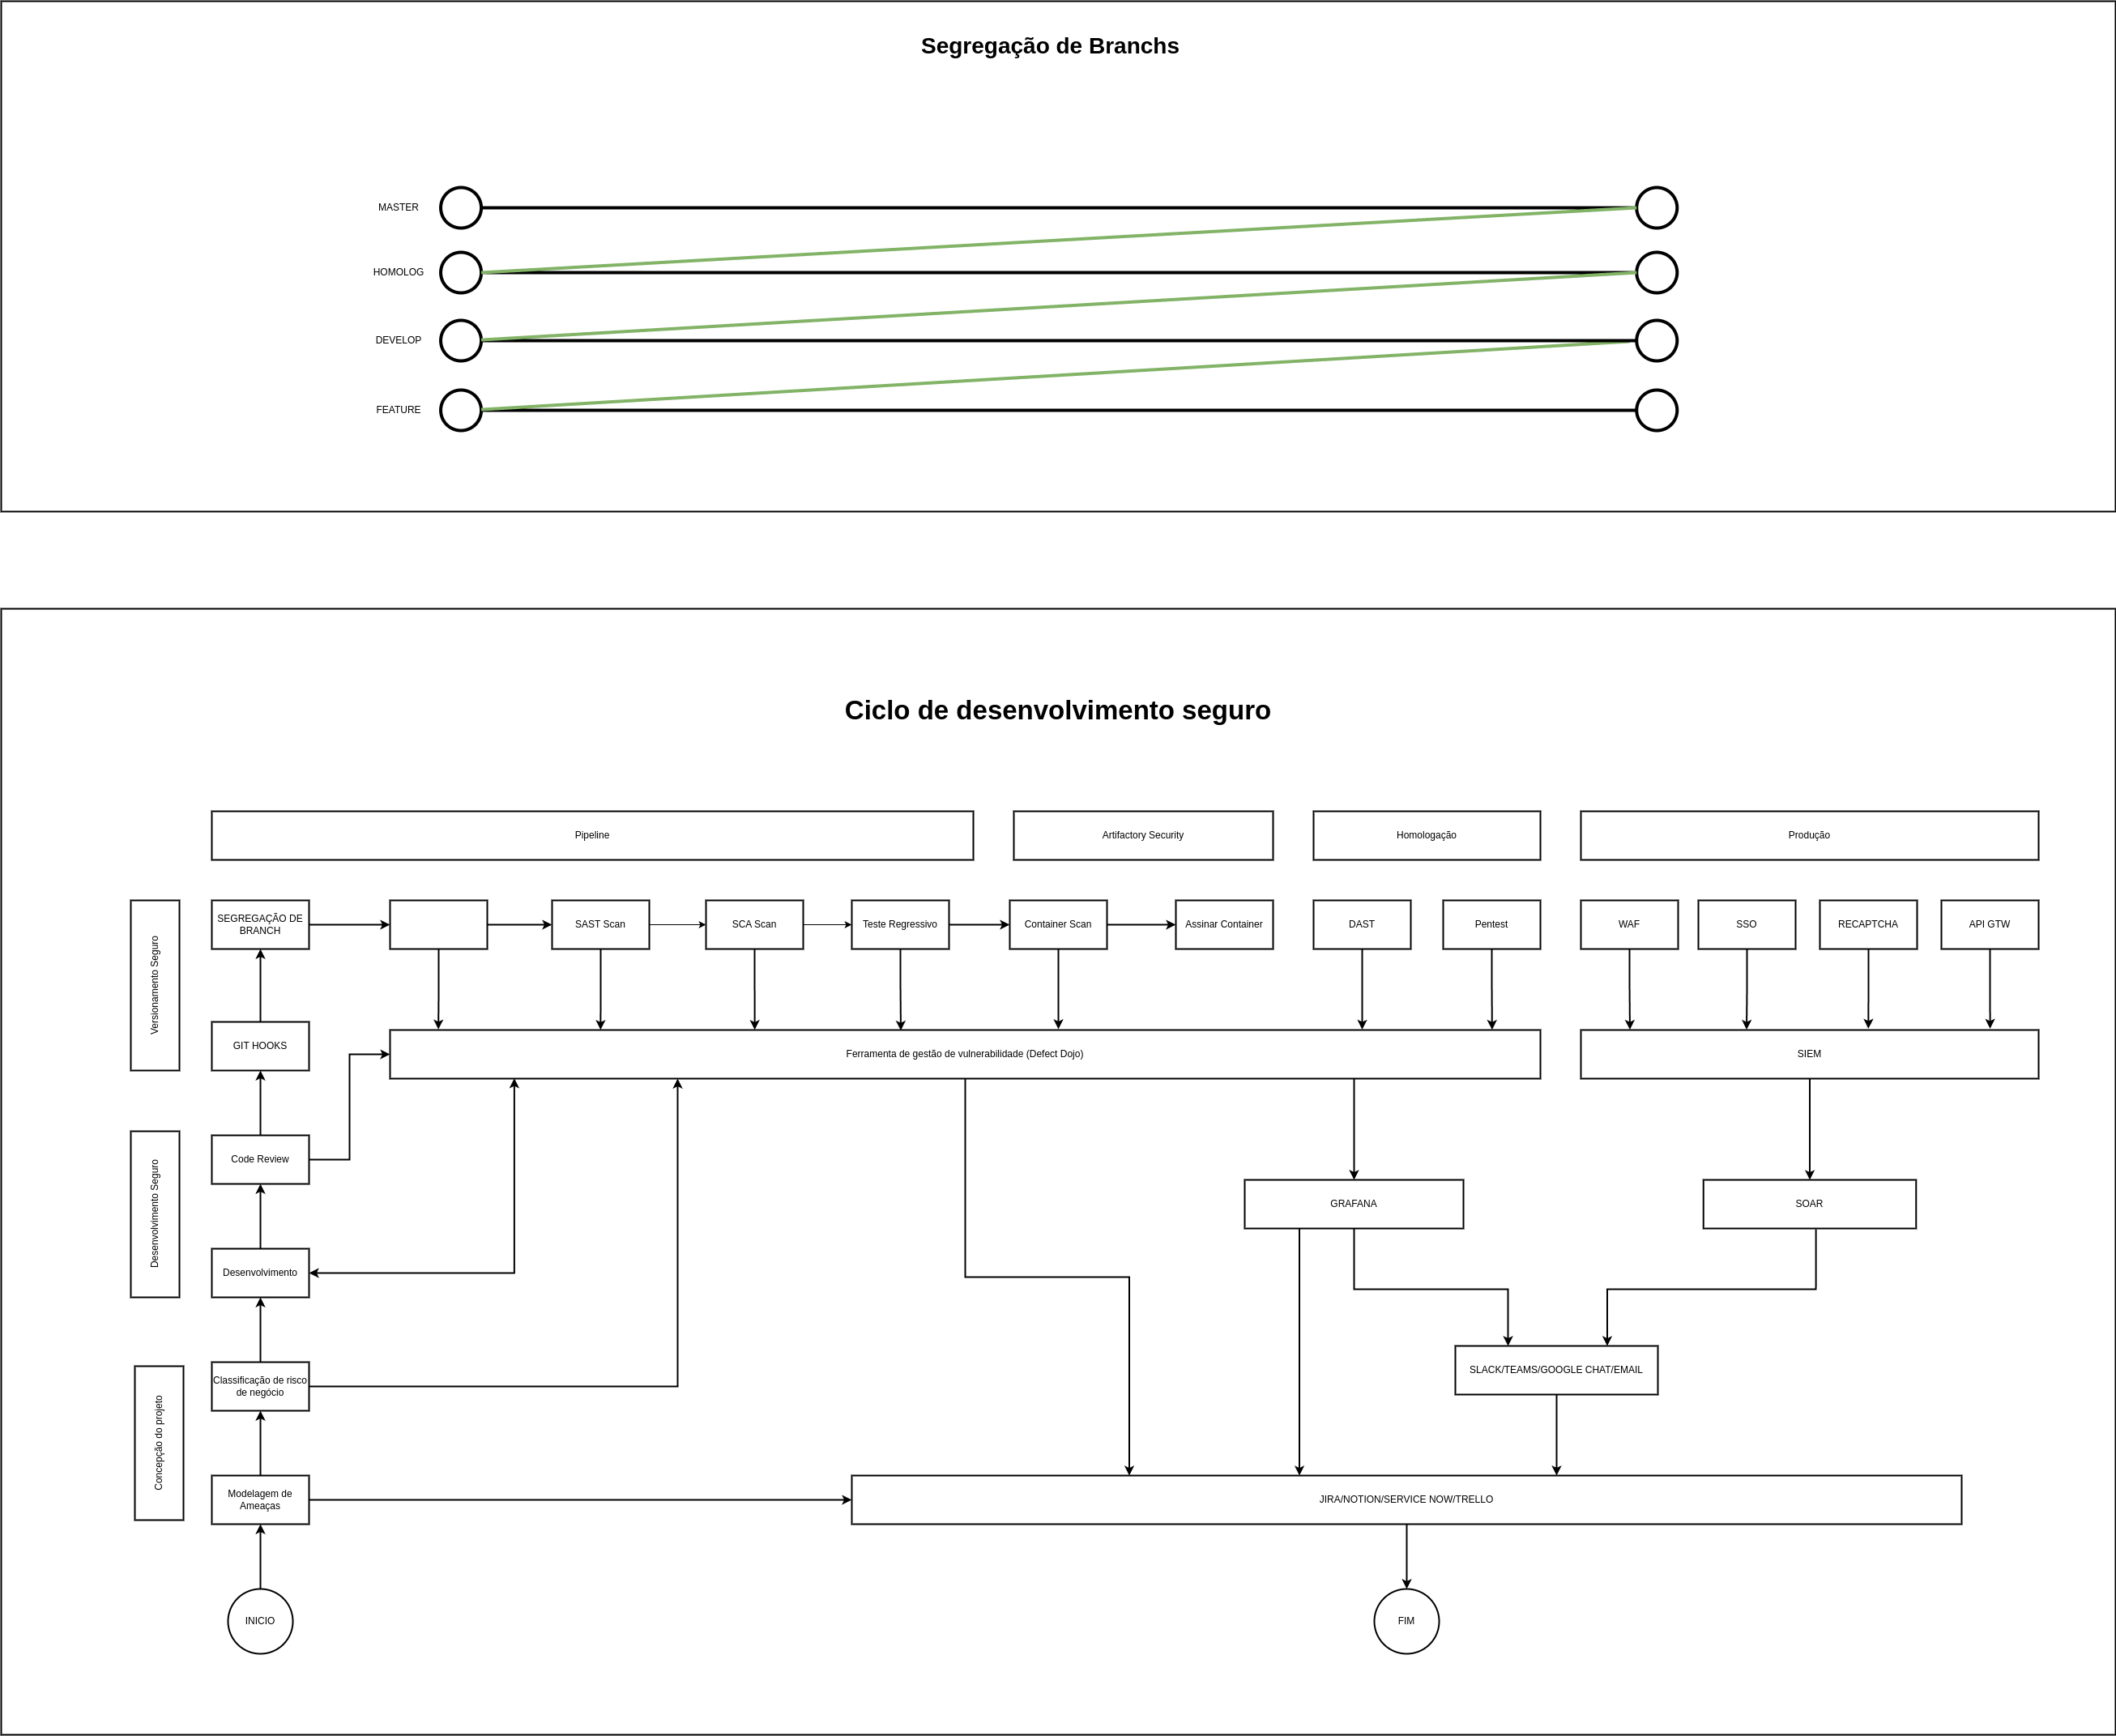 Segregação de Branchs
MASTER
HOMOLOG
DEVELOP
FEATURE
Ciclo de desenvolvimento seguro
Pipeline
Artifactory Security
Homologação
Produção
Versionamento Seguro
SEGREGAÇÃO DE
BRANCH
SAST Scan
SCA Scan
Teste Regressivo
Container Scan
Assinar Container
DAST
Pentest
WAF
SSO
RECAPTCHA
API GTW
GIT HOOKS
Ferramenta de gestão de vulnerabilidade (Defect Dojo)
SIEM
Desenvolvimento Seguro
Code Review
GRAFANA
SOAR
Desenvolvimento
Concepção do projeto
Classificação de risco
de negócio
SLACK/TEAMS/GOOGLE CHAT/EMAIL
Modelagem de
Ameaças
JIRA/NOTION/SERVICE NOW/TRELLO
INICIO
FIM